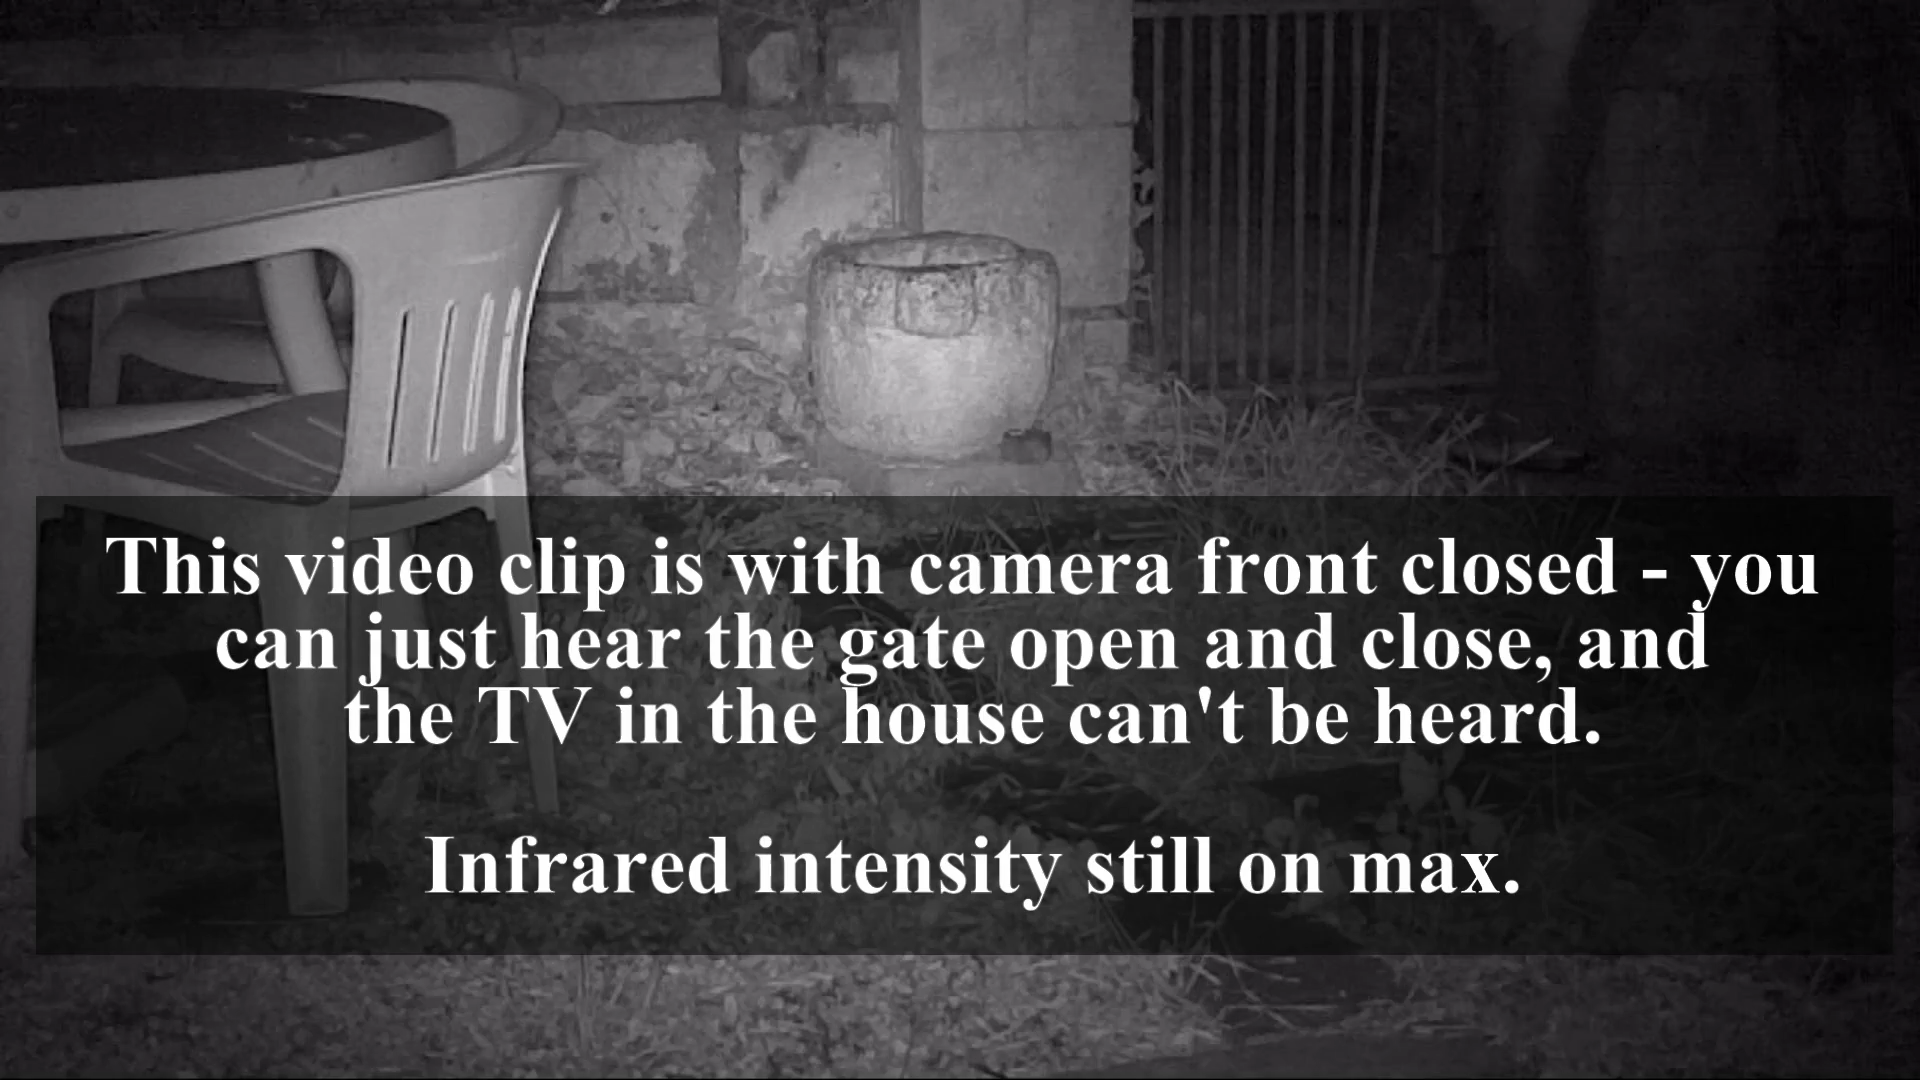 This video clip is with camera front closed - you
can just hear the gate open and close, and
the TV in the house can't be heard.
Infrared intensity still on max.